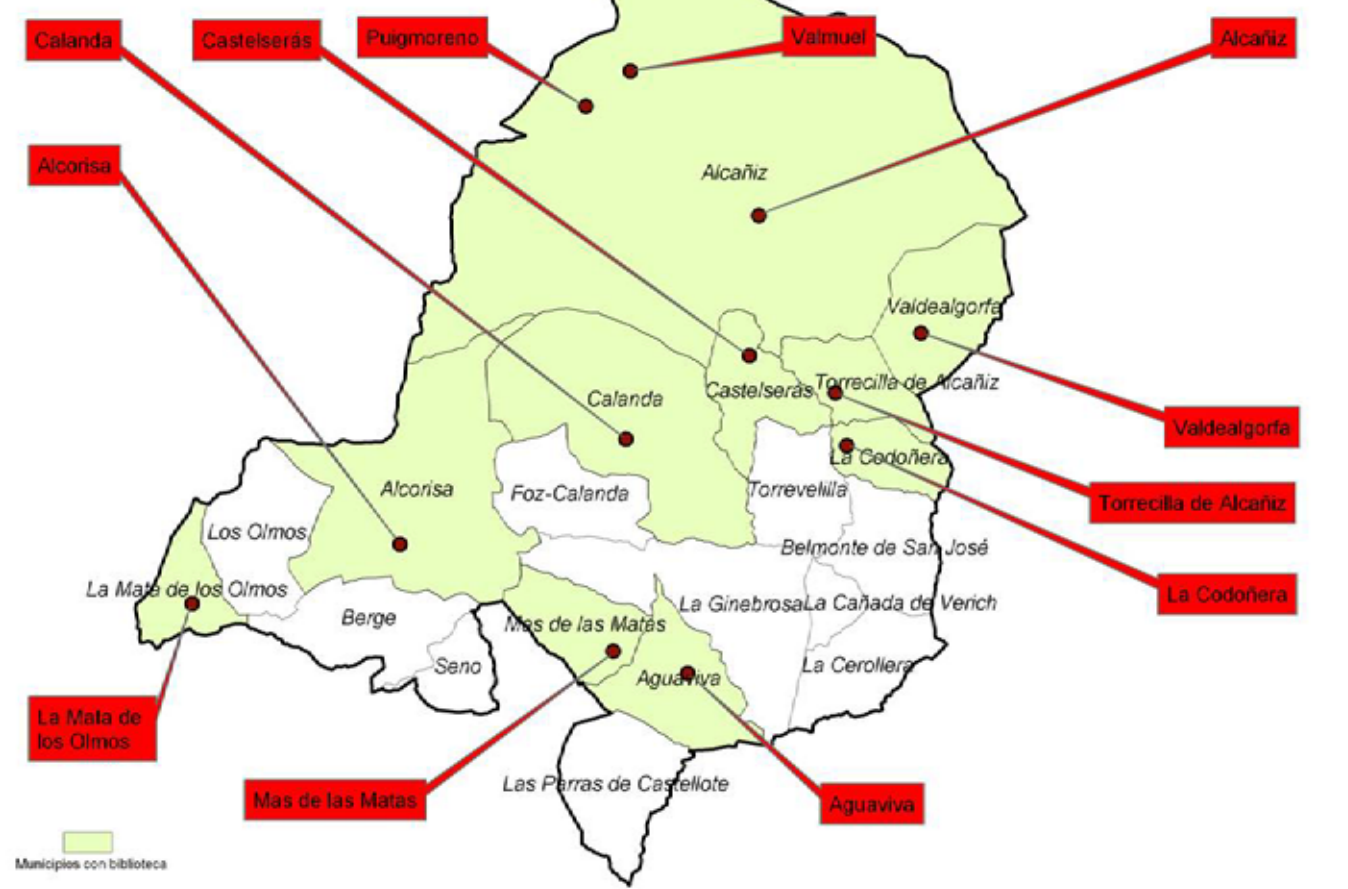 Calanda
Castelserás
Puigmoreno
Valmuel
Alcañiz
Alcorisa
Alcañiz
Valdealgorfa
Castelserás
Torrecilla de Alcañiz
Calanda
Valdealgorfa
La Codoñera
Alcorisa
Foz-Calanda
Torrevelilla
Torrecilla de Alcañiz
Los Olmos
Belmonte de San José
La Mata de los Olmos
La Ginebrosa
La Cañada de Verich
La Codoñera
Berge
Mas de las Matas
Seno
Aguaviva
La Cerollera
La Mata de
los Olmos
Las Parras de Castellote
Mas de las Matas
Aguaviva
Municipios con biblioteca